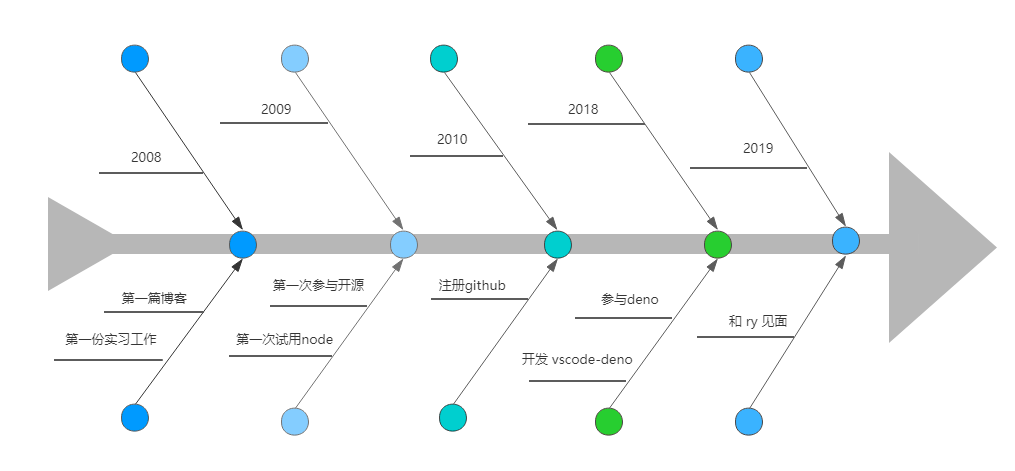 2008
2009
2010
2018
2019
第一篇博客
第一份实习工作
第一次参与开源
第一次试用node
注册github
参与deno
开发 vscode-deno
和 ry 见面